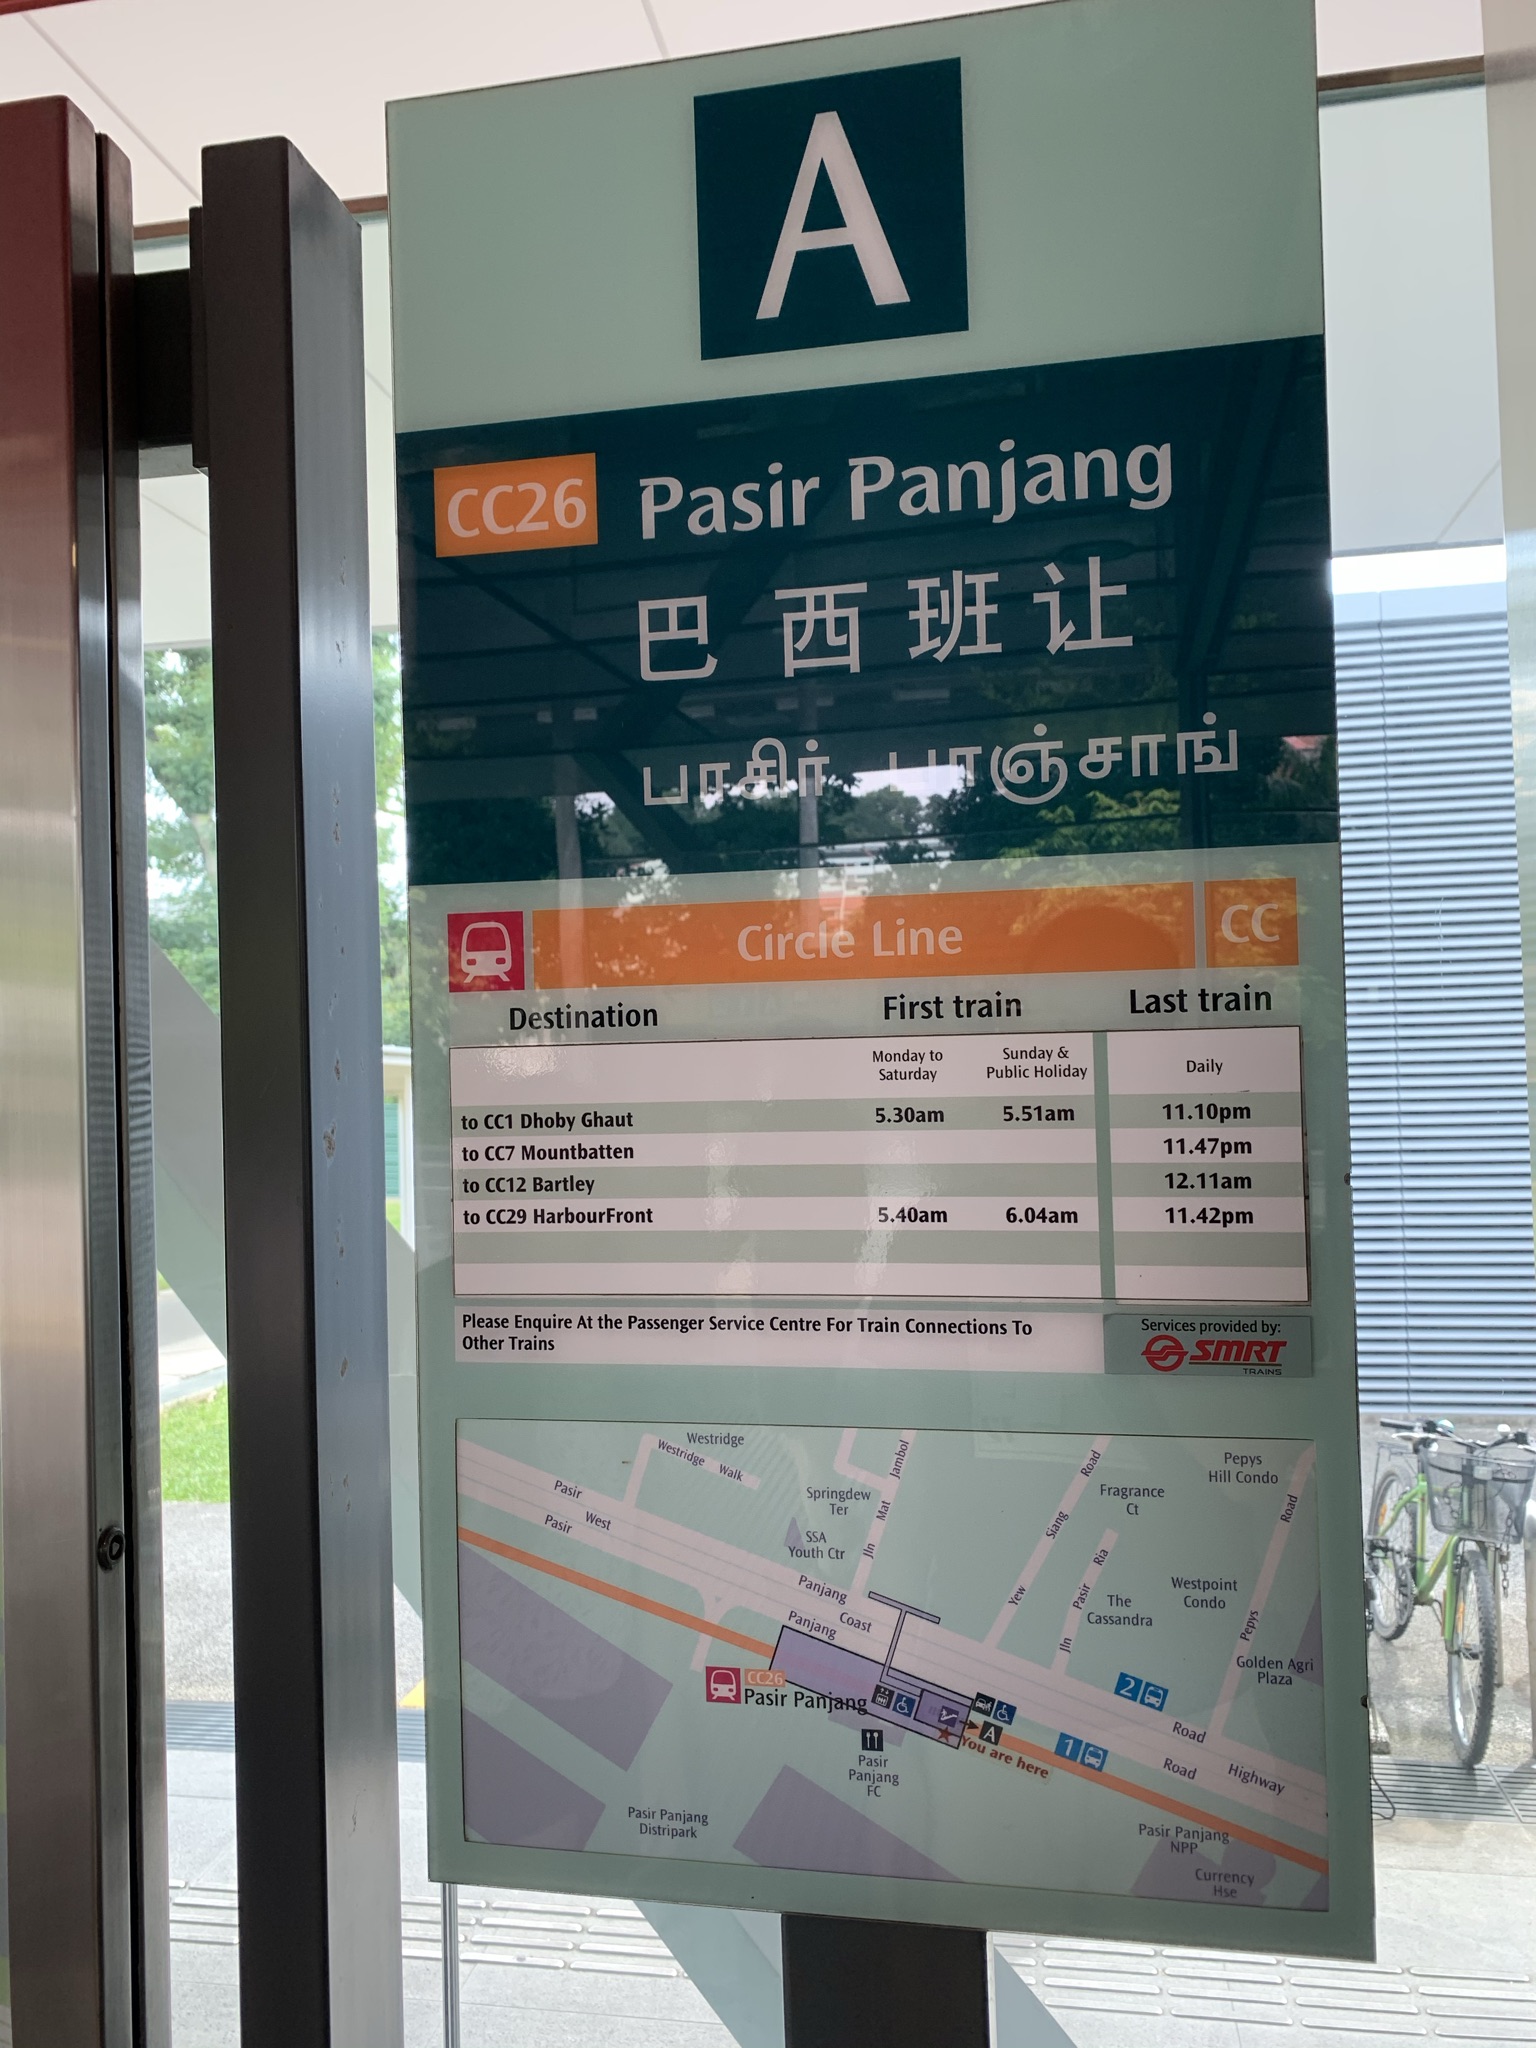 A
CC26 Pasir Panjang
巴西班让
பாசிர் பாஞ்சாங்
Circle Line CC
Destination First train Last train
Monday to Saturday Sunday & Public Holiday Daily
to CC1 Dhoby Ghaut 5.30am 5.51am 11.10pm
to CC7 Mountbatten 11.47pm
to CC12 Bartley 12.11am
to CC29 HarbourFront 5.40am 6.04am 11.42pm
Please Enquire At the Passenger Service Centre For Train Connections To
Other Trains
Services provided by:
SMRT
TRAINS
Westridge
Westridge Walk
Jln Mat Jambol
Yew Siang Road
Pepys
Hill Condo
Pasir Panjang Road
West Coast Highway
Pasir Panjang Road
Springdew
Ter
Fragrance
Ct
Pepys Road
SSA
Youth Ctr
Jln Pasir Ria
The
Cassandra
Westpoint
Condo
Golden Agri
Plaza
CC26
Pasir Panjang
2
A
You are here
1
Pasir
Panjang
FC
Pasir Panjang
Distripark
Pasir Panjang
NPP
Currency
Hse